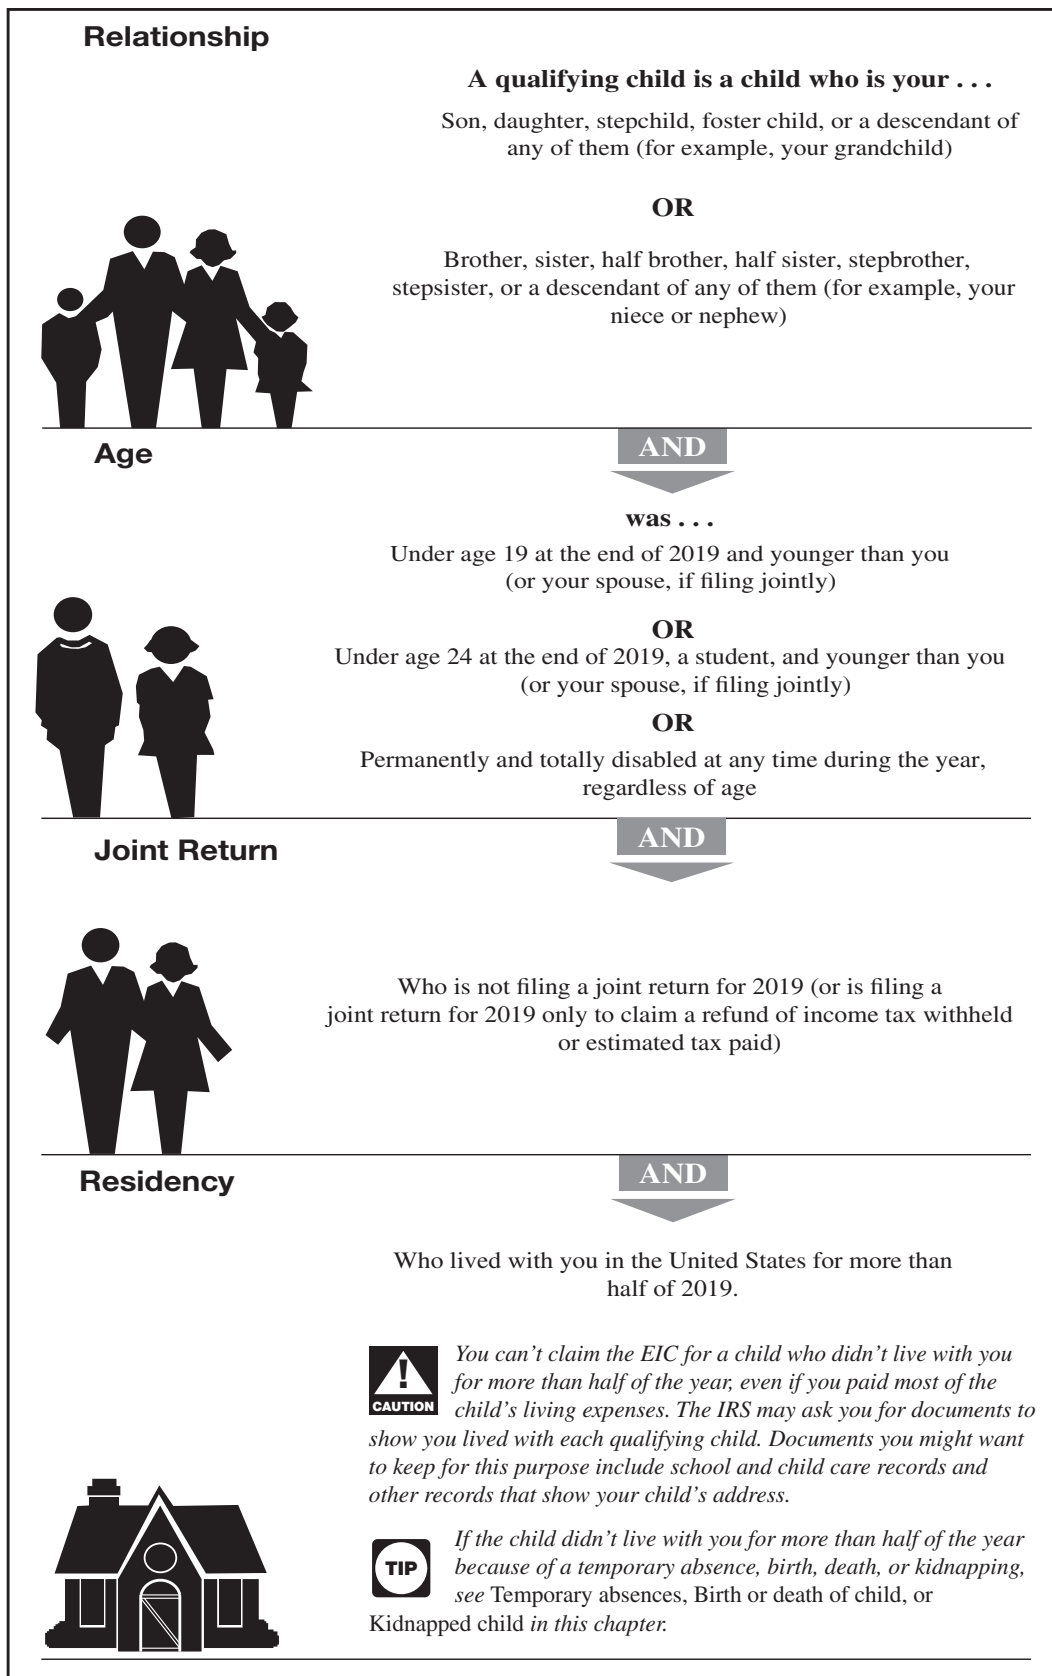 Relationship
A qualifying child is a child who is your . . .
Son, daughter, stepchild, foster child, or a descendant of
any of them (for example, your grandchild)
OR
Brother, sister, half brother, half sister, stepbrother,
stepsister, or a descendant of any of them (for example, your
niece or nephew)
AND
Age
was . . .
Under age 19 at the end of 2019 and younger than you
(or your spouse, if filing jointly)
OR
Under age 24 at the end of 2019, a student, and younger than you
(or your spouse, if filing jointly)
OR
Permanently and totally disabled at any time during the year,
regardless of age
AND
Joint Return
Who is not filing a joint return for 2019 (or is filing a
joint return for 2019 only to claim a refund of income tax withheld
or estimated tax paid)
AND
Residency
Who lived with you in the United States for more than
half of 2019.
!
CAUTION
You can’t claim the EIC for a child who didn’t live with you
for more than half of the year, even if you paid most of the
child’s living expenses. The IRS may ask you for documents to
show you lived with each qualifying child. Documents you might want
to keep for this purpose include school and child care records and
other records that show your child’s address.
TIP
If the child didn’t live with you for more than half of the year
because of a temporary absence, birth, death, or kidnapping,
see Temporary absences, Birth or death of child, or
Kidnapped child in this chapter.